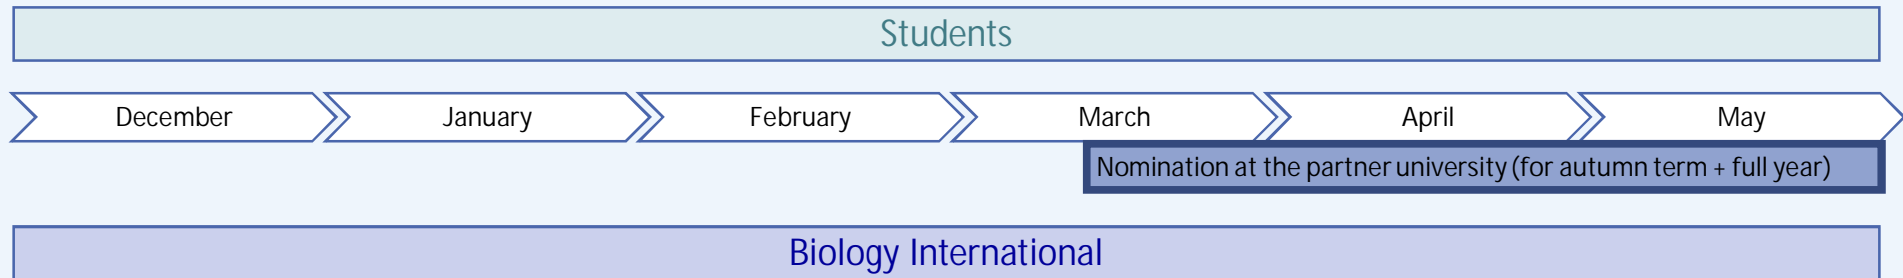 Students
December January February March April May
Nomination at the partner university (for autumn term + full year)
Biology International